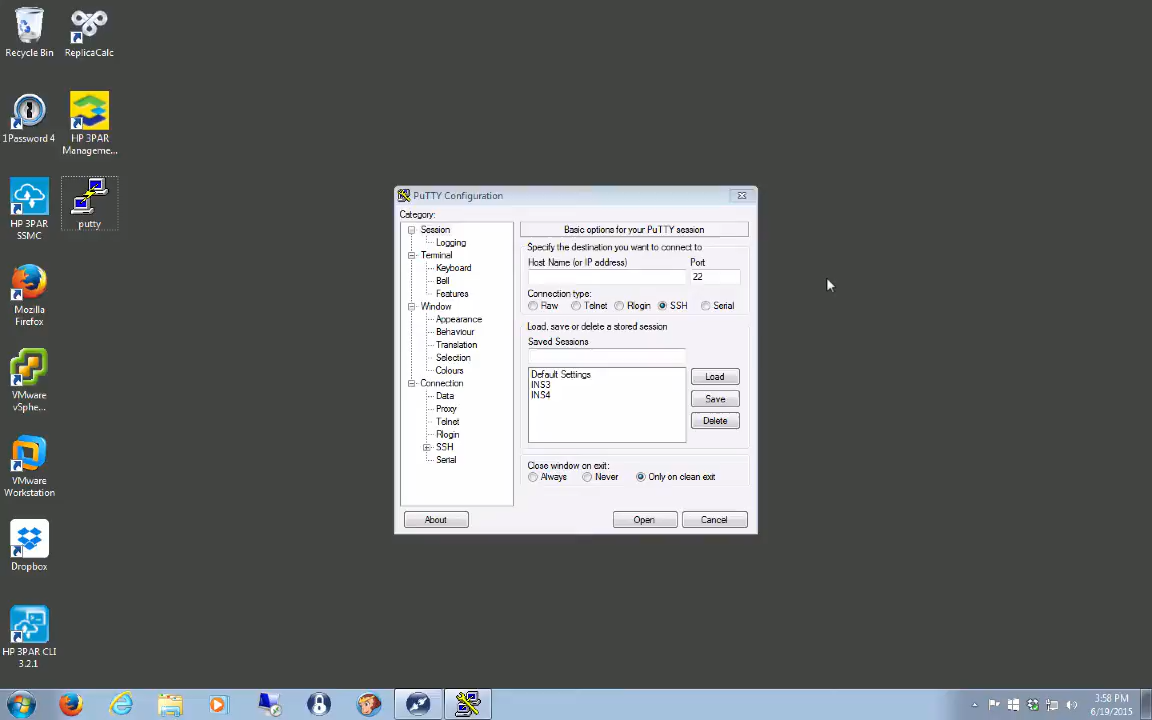 Recycle Bin
ReplicaCalc
1Password 4
HP 3PAR
Manageme...
HP 3PAR
SSMC
putty
Mozilla
Firefox
VMware
vSphe...
VMware
Workstation
Dropbox
HP 3PAR CLI
3.2.1
PuTTY Configuration
Category:
Session
Logging
Terminal
Keyboard
Bell
Features
Window
Appearance
Behaviour
Translation
Selection
Colours
Connection
Data
Proxy
Telnet
Rlogin
SSH
Serial
Basic options for your PuTTY session
Specify the destination you want to connect to
Host Name (or IP address) Port
22
Connection type:
Raw Telnet Rlogin SSH Serial
Load, save or delete a stored session
Saved Sessions
Default Settings
INS3
INS4
Load
Save
Delete
Close window on exit:
Always Never Only on clean exit
About Open Cancel
3:58 PM
6/19/2015